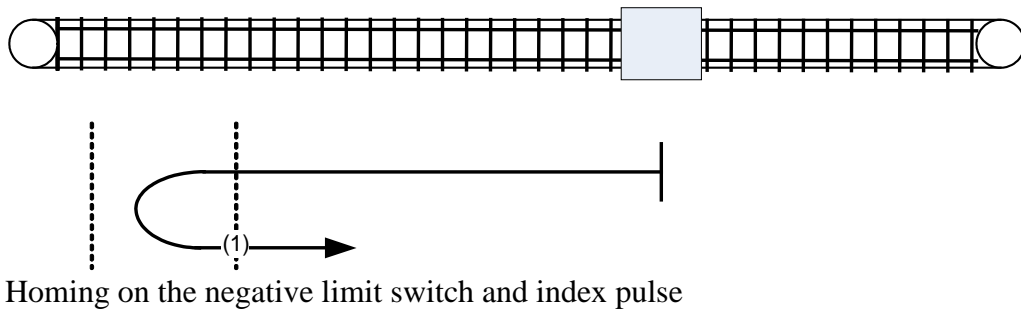 (1)
Homing on the negative limit switch and index pulse